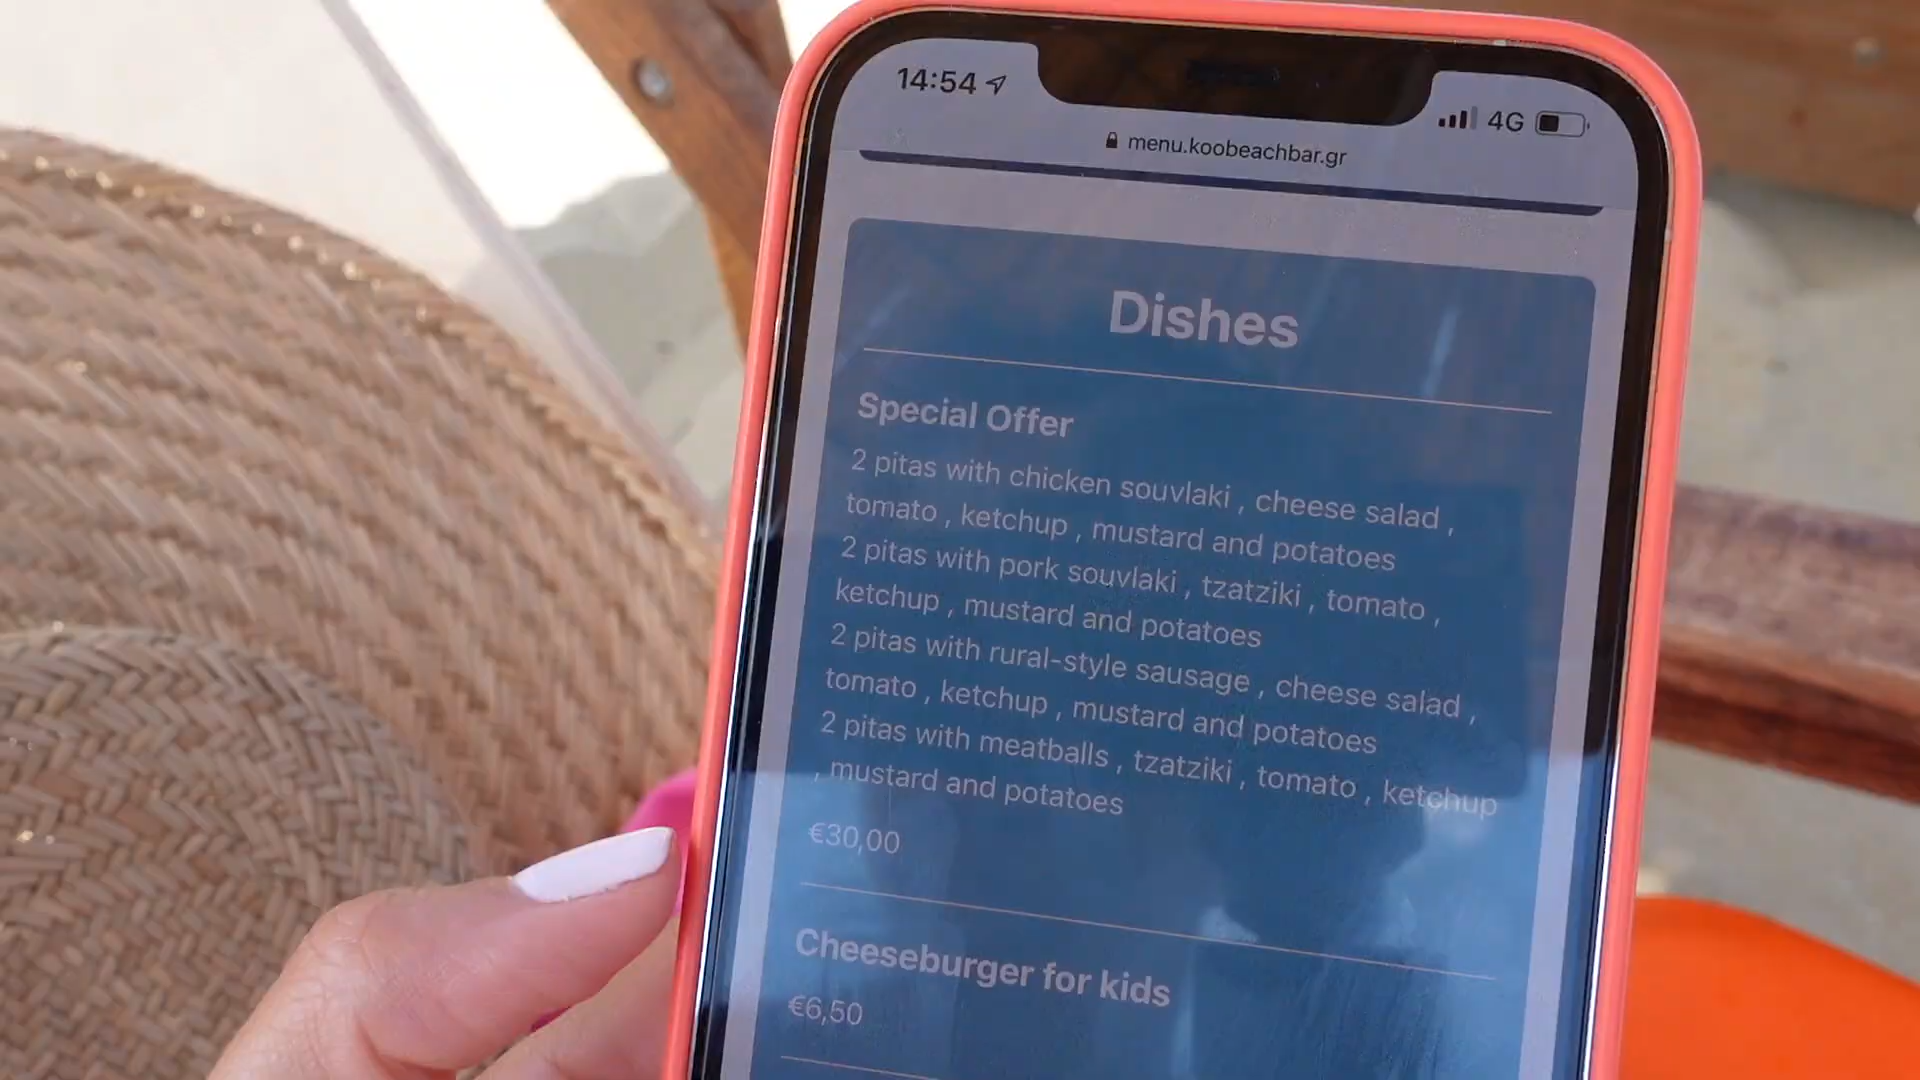 14:54
4G
menu.koobeachbar.gr
Dishes
Special Offer
2 pitas with chicken souvlaki , cheese salad ,
tomato , ketchup , mustard and potatoes
2 pitas with pork souvlaki , tzatziki , tomato ,
ketchup , mustard and potatoes
2 pitas with rural-style sausage , cheese salad ,
tomato , ketchup , mustard and potatoes
2 pitas with meatballs , tzatziki , tomato , ketchup
, mustard and potatoes
€30,00
Cheeseburger for kids
€6,50